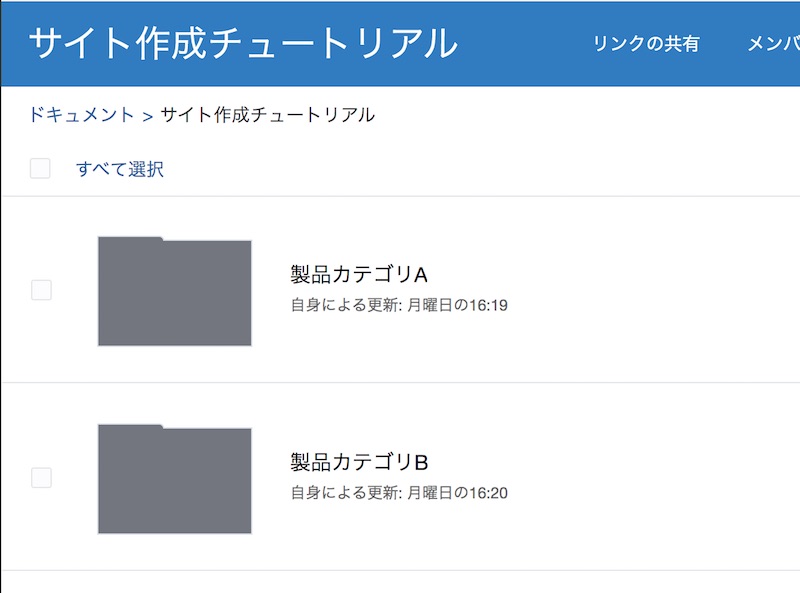 サイト作成チュートリアル
リンクの共有
メンバ
ドキュメント > サイト作成チュートリアル
すべて選択
製品カテゴリA
自身による更新: 月曜日の16:19
製品カテゴリB
自身による更新: 月曜日の16:20